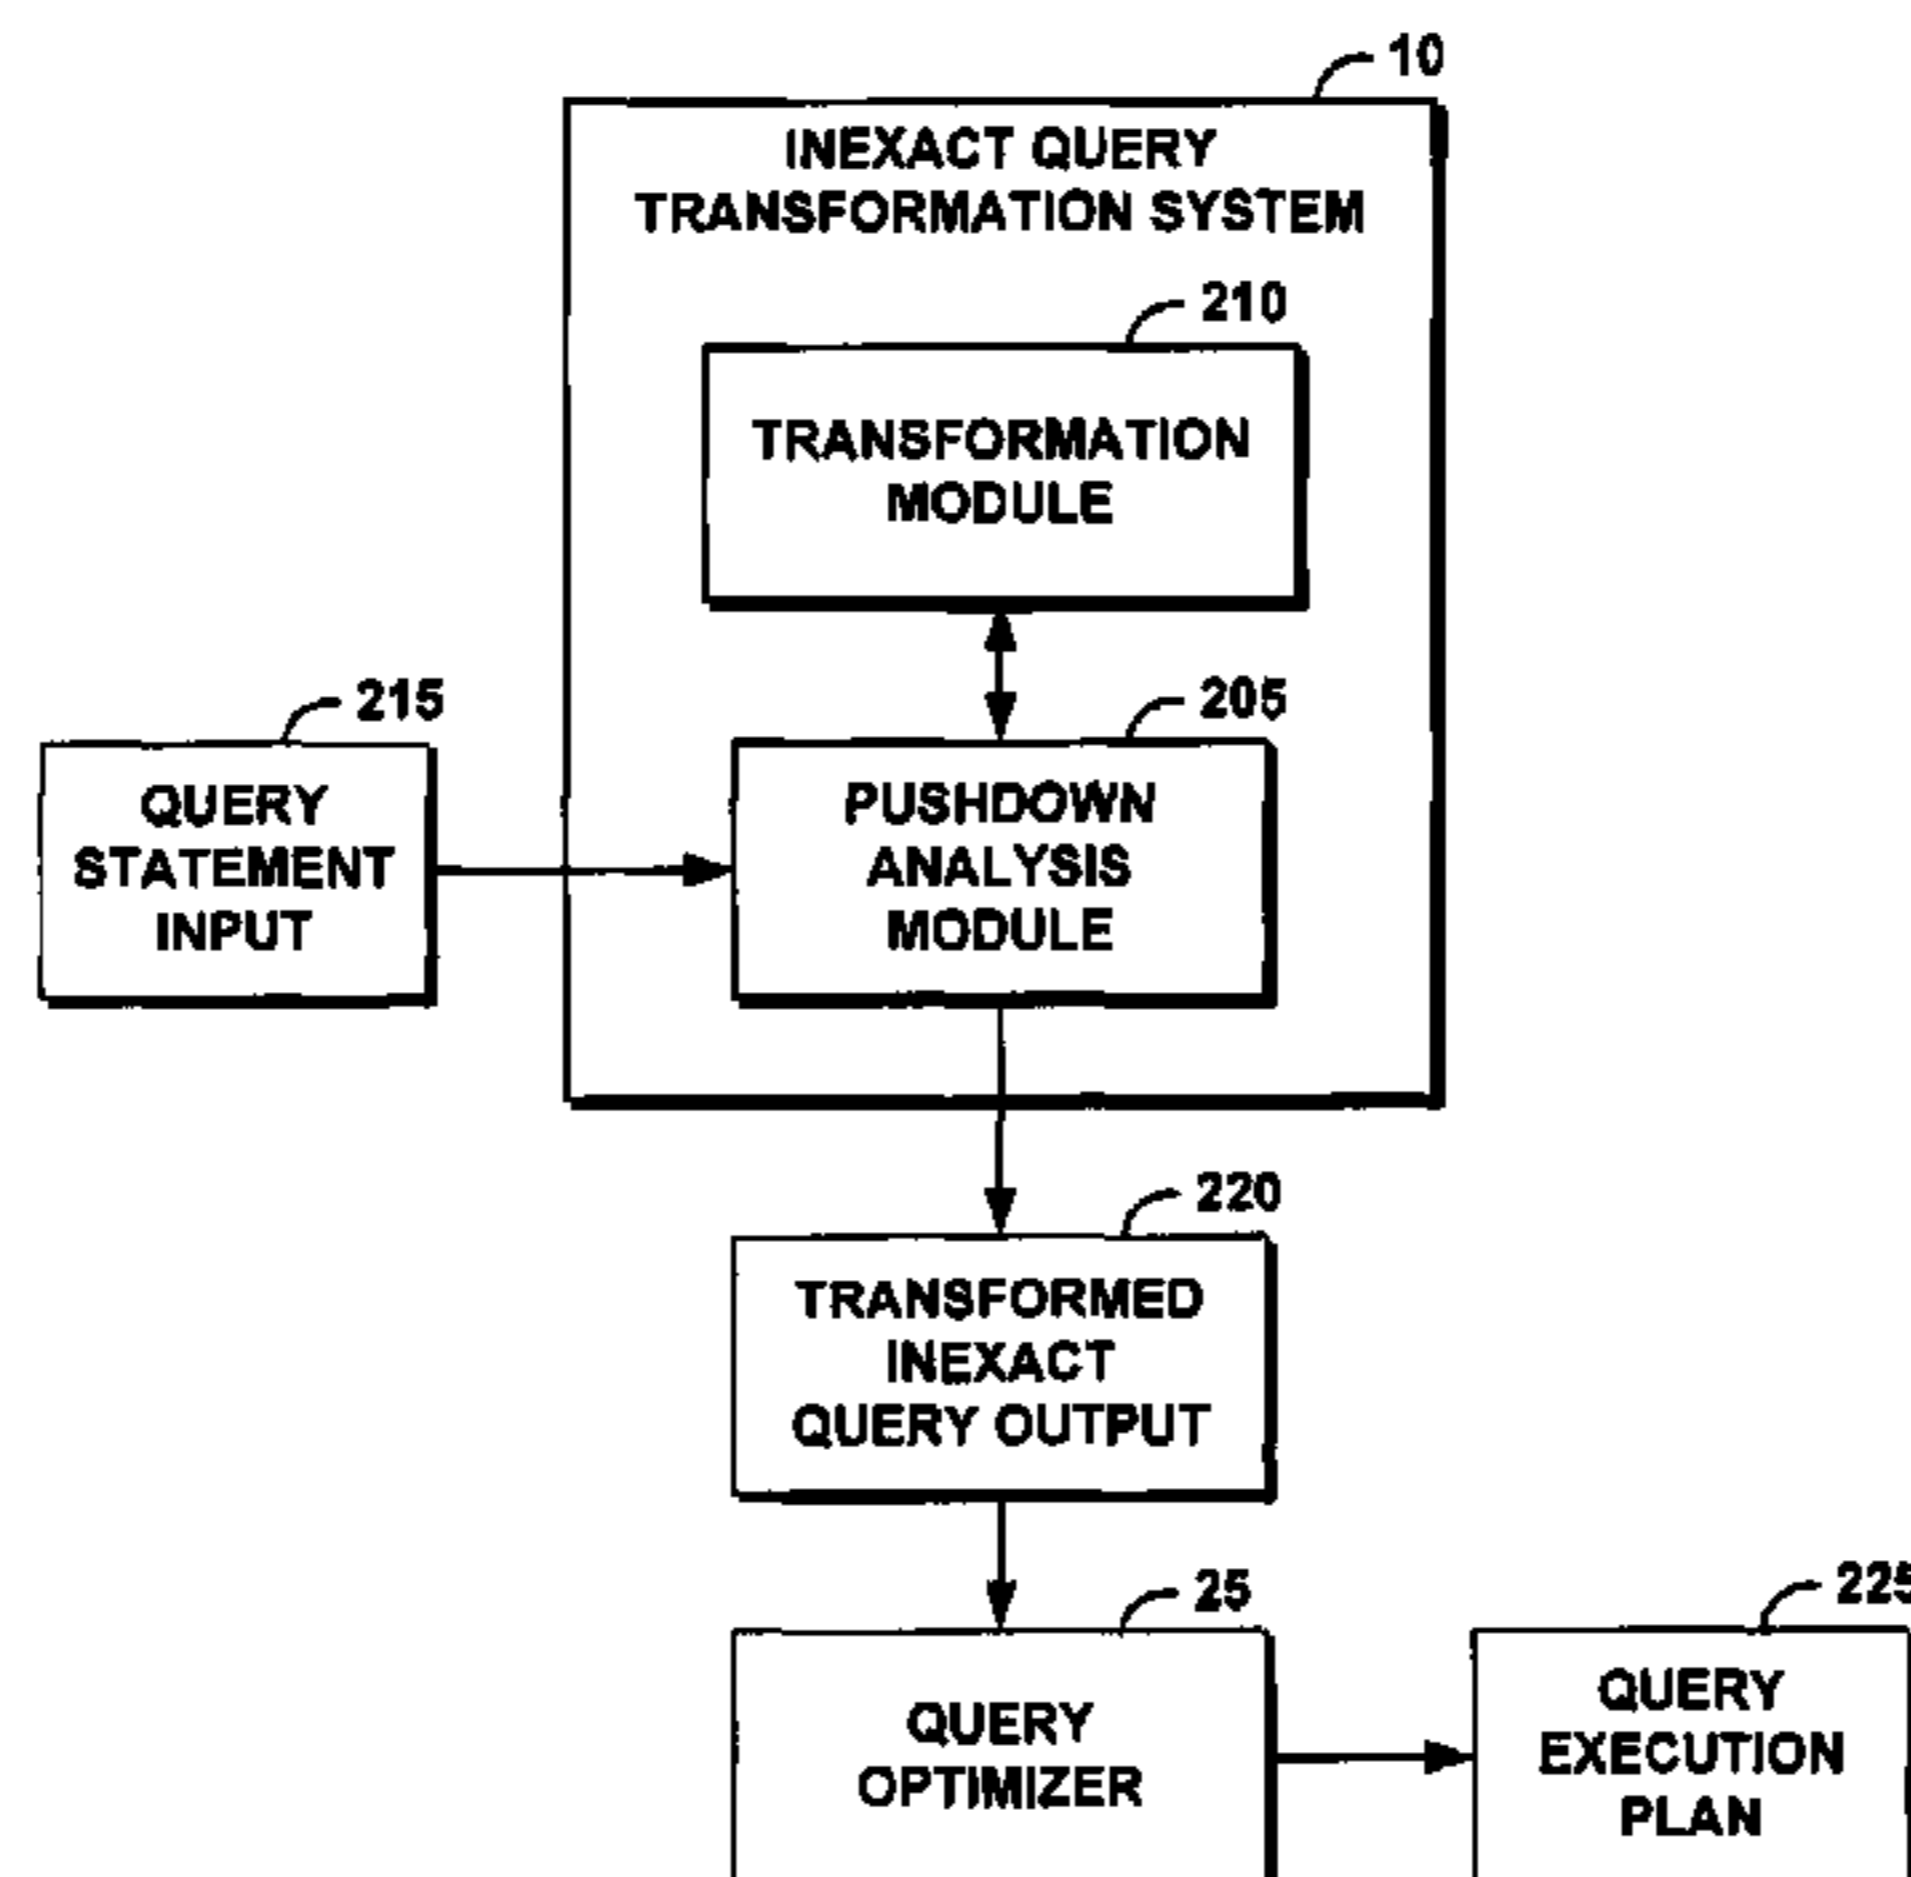 10
INEXACT QUERY
TRANSFORMATION SYSTEM
210
TRANSFORMATION
MODULE
215
QUERY
STATEMENT
INPUT
205
PUSHDOWN
ANALYSIS
MODULE
220
TRANSFORMED
INEXACT
QUERY OUTPUT
25
QUERY
OPTIMIZER
225
QUERY
EXECUTION
PLAN